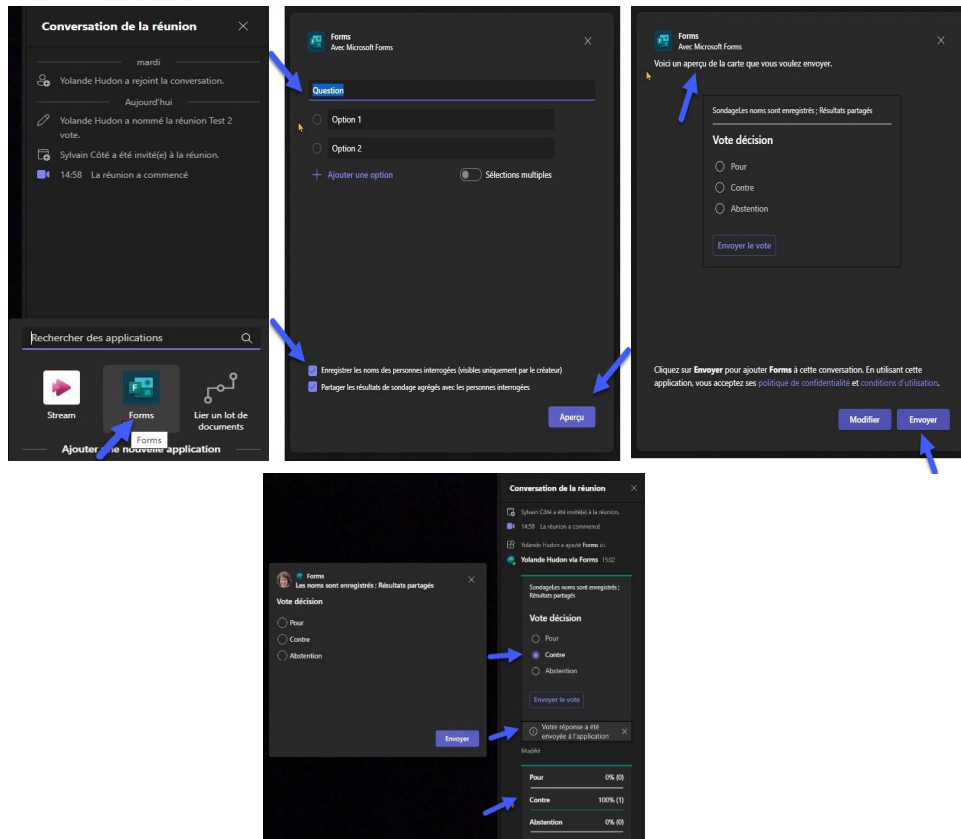 Conversation de la réunion
mardi
Yolande Hudon a rejoint la conversation.
Aujourd'hui
Yolande Hudon a nommé la réunion Test 2
vote.
Sylvain Côté a été invité(e) à la réunion.
14:58 La réunion a commencé
Rechercher des applications
Stream
Forms
Lier un lot de
documents
Forms
Ajouter une nouvelle application
Forms
Avec Microsoft Forms
Question
Option 1
Option 2
Ajouter une option
Sélections multiples
Enregistrer les noms des personnes interrogées (visibles uniquement par le créateur)
Partager les résultats de sondage agrégés avec les personnes interrogées
Aperçu
Forms
Avec Microsoft Forms
Voici un aperçu de la carte que vous voulez envoyer.
SondageLes noms sont enregistrés ; Résultats partagés
Vote décision
Pour
Contre
Abstention
Envoyer le vote
Cliquez sur Envoyer pour ajouter Forms à cette conversation. En utilisant cette
application, vous acceptez ses politique de confidentialité et conditions d'utilisation.
Modifier
Envoyer
Forms
Les noms sont enregistrés ; Résultats partagés
Vote décision
Pour
Contre
Abstention
Envoyer
Conversation de la réunion
Sylvain Côté a été invité(e) à la réunion.
14:58 La réunion a commencé
Yolande Hudon a ajouté Forms ici.
Yolande Hudon via Forms 15:02
SondageLes noms sont enregistrés ;
Résultats partagés
Vote décision
Pour
Contre
Abstention
Envoyer le vote
Votre réponse a été
envoyée à l'application
Modifié
Pour 0% (0)
Contre 100% (1)
Abstention 0% (0)